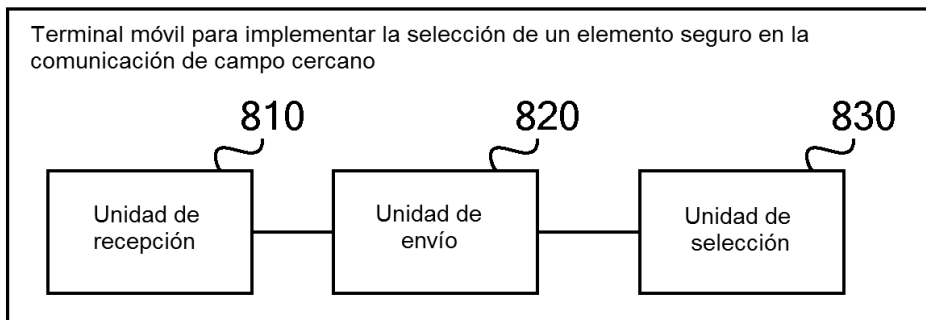 Terminal móvil para implementar la selección de un elemento seguro en la
comunicación de campo cercano
810
820
830
Unidad de
recepción
Unidad de
envío
Unidad de
selección